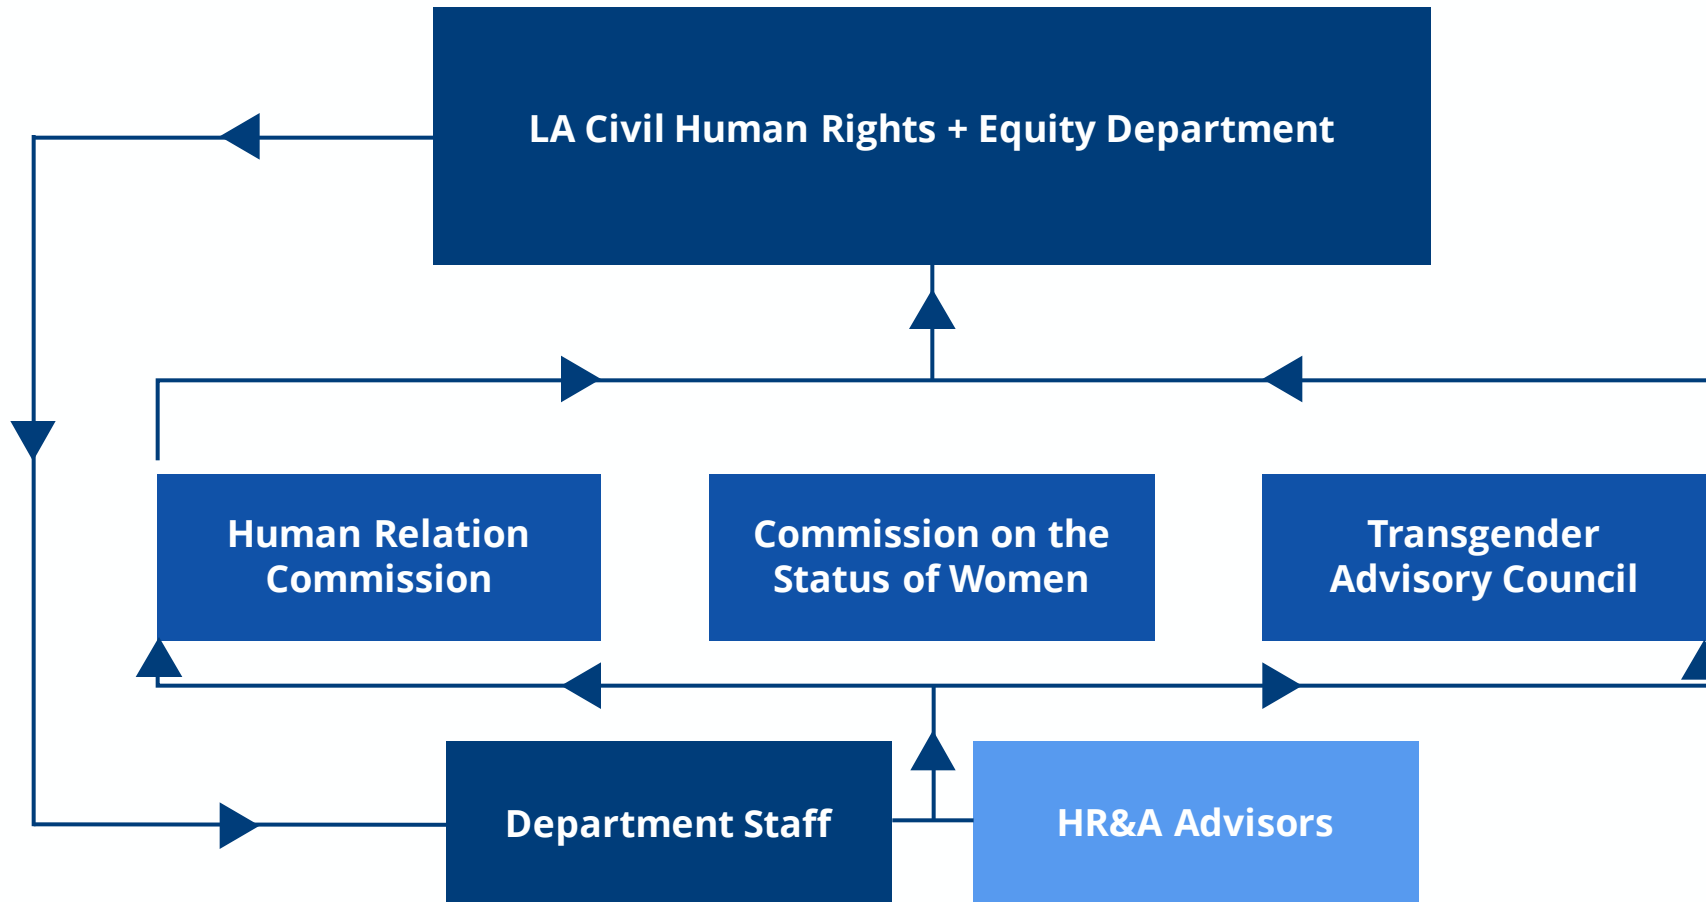 LA Civil Human Rights + Equity Department
Human Relation
Commission
Commission on the
Status of Women
Transgender
Advisory Council
Department Staff
HR&A Advisors